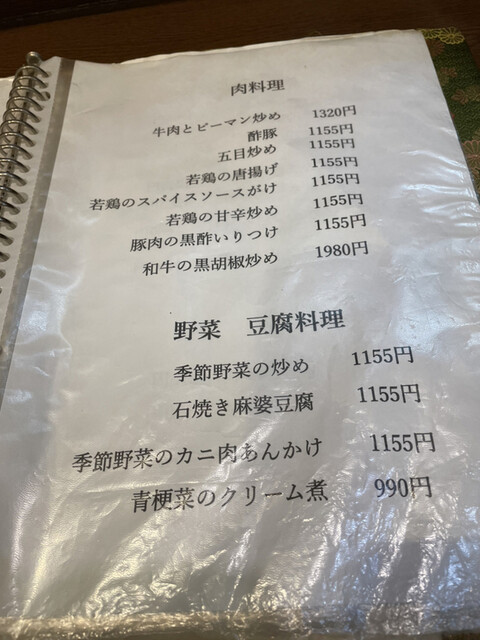 肉料理
牛肉とピーマン炒め 1320円
酢豚 1155円
五目炒め 1155円
若鶏の唐揚げ 1155円
若鶏のスパイスソースがけ 1155円
若鶏の甘辛炒め 1155円
豚肉の黒酢いりつけ 1155円
和牛の黒胡椒炒め 1980円
野菜 豆腐料理
季節野菜の炒め 1155円
石焼き麻婆豆腐 1155円
季節野菜のカニ肉あんかけ 1155円
青梗菜のクリーム煮 990円